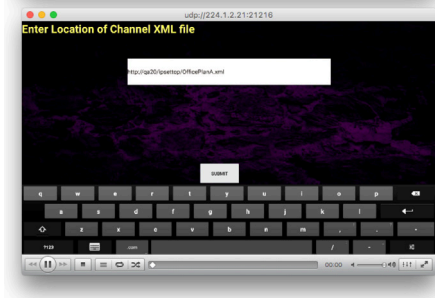 udp://224.1.2.21:21216
Enter Location of Channel XML file
http://qa20/ipsettop/OfficePlanA.xml
SUBMIT
q w e r t y u i o p
a s d f g h j k l
z x c v b n m , .
?123 .com / -
00:00